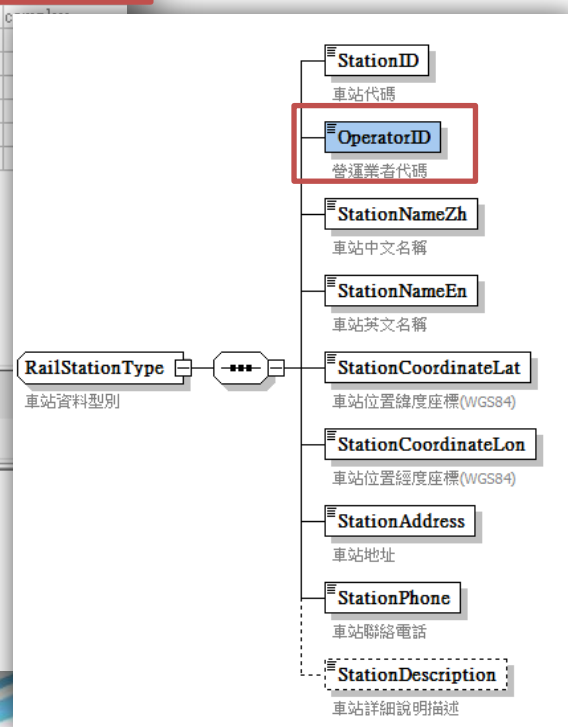 StationID
車站代碼
OperatorID
營運業者代碼
StationNameZh
車站中文名稱
StationNameEn
車站英文名稱
RailStationType
車站資料型別
StationCoordinateLat
車站位置緯度座標(WGS84)
StationCoordinateLon
車站位置經度座標(WGS84)
StationAddress
車站地址
StationPhone
車站聯絡電話
StationDescription
車站詳細說明描述